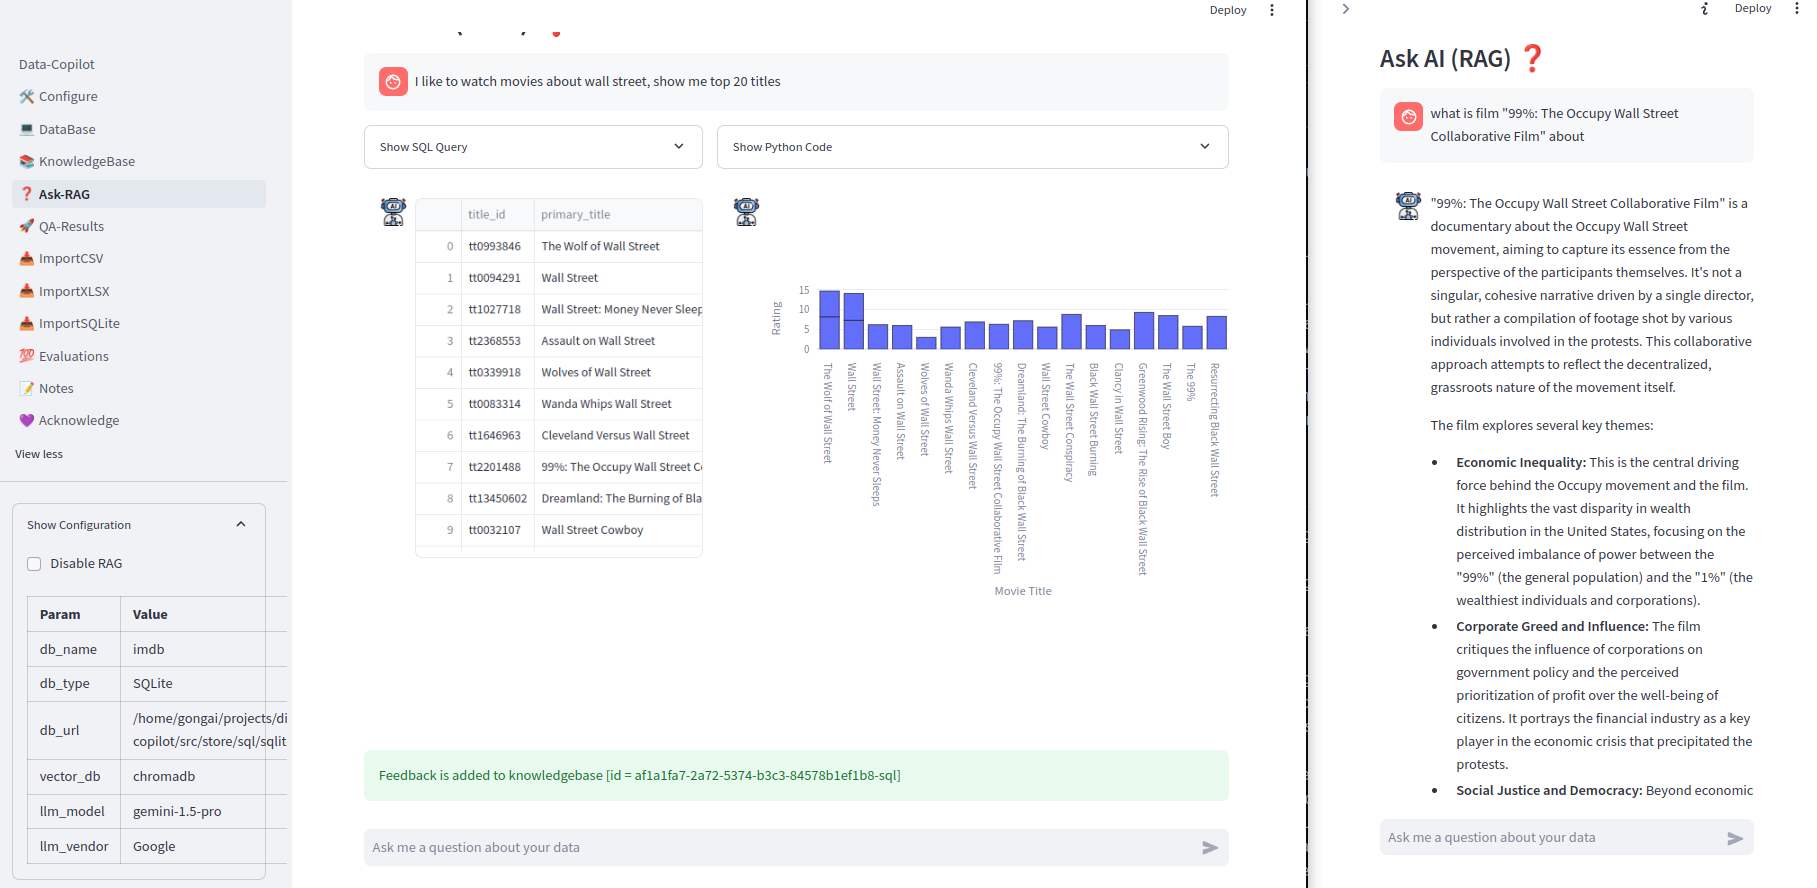 Data-Copilot
Configure
DataBase
KnowledgeBase
Ask-RAG
QA-Results
ImportCSV
ImportXLSX
ImportSQLite
Evaluations
Notes
Acknowledge
View less
Show Configuration
Disable RAG
Param Value
db_name imdb
db_type SQLite
db_url /home/gongai/projects/di
copilot/src/store/sql/sqlit
vector_db chromadb
llm_model gemini-1.5-pro
llm_vendor Google
Deploy
I like to watch movies about wall street, show me top 20 titles
Show SQL Query
Show Python Code
title_id primary_title
0 tt0993846 The Wolf of Wall Street
1 tt0094291 Wall Street
2 tt1027718 Wall Street: Money Never Sleep
3 tt2368553 Assault on Wall Street
4 tt0339918 Wolves of Wall Street
5 tt0083314 Wanda Whips Wall Street
6 tt1646963 Cleveland Versus Wall Street
7 tt2201488 99%: The Occupy Wall Street C
8 tt13450602 Dreamland: The Burning of Bla
9 tt0032107 Wall Street Cowboy
Rating
15
10
5
0
The Wolf of Wall Street
Wall Street
Wall Street: Money Never Sleeps
Assault on Wall Street
Wolves of Wall Street
Wanda Whips Wall Street
Cleveland Versus Wall Street
99%: The Occupy Wall Street Collaborative Film
Dreamland: The Burning of Black Wall Street
Wall Street Cowboy
The Wall Street Conspiracy
Black Wall Street Burning
Clancy in Wall Street
Greenwood Rising: The Rise of Black Wall Street
The Wall Street Boy
The 99%
Resurrecting Black Wall Street
Movie Title
Feedback is added to knowledgebase [id = af1a1fa7-2a72-5374-b3c3-84578b1ef1b8-sql]
Ask me a question about your data
Deploy
Ask AI (RAG) ❓
what is film "99%: The Occupy Wall Street
Collaborative Film" about
"99%: The Occupy Wall Street Collaborative Film" is a
documentary about the Occupy Wall Street
movement, aiming to capture its essence from the
perspective of the participants themselves. It's not a
singular, cohesive narrative driven by a single director,
but rather a compilation of footage shot by various
individuals involved in the protests. This collaborative
approach attempts to reflect the decentralized,
grassroots nature of the movement itself.
The film explores several key themes:
• Economic Inequality: This is the central driving
force behind the Occupy movement and the film.
It highlights the vast disparity in wealth
distribution in the United States, focusing on the
perceived imbalance of power between the
"99%" (the general population) and the "1%" (the
wealthiest individuals and corporations).
• Corporate Greed and Influence: The film
critiques the influence of corporations on
government policy and the perceived
prioritization of profit over the well-being of
citizens. It portrays the financial industry as a key
player in the economic crisis that precipitated the
protests.
• Social Justice and Democracy: Beyond economic
Ask me a question about your data